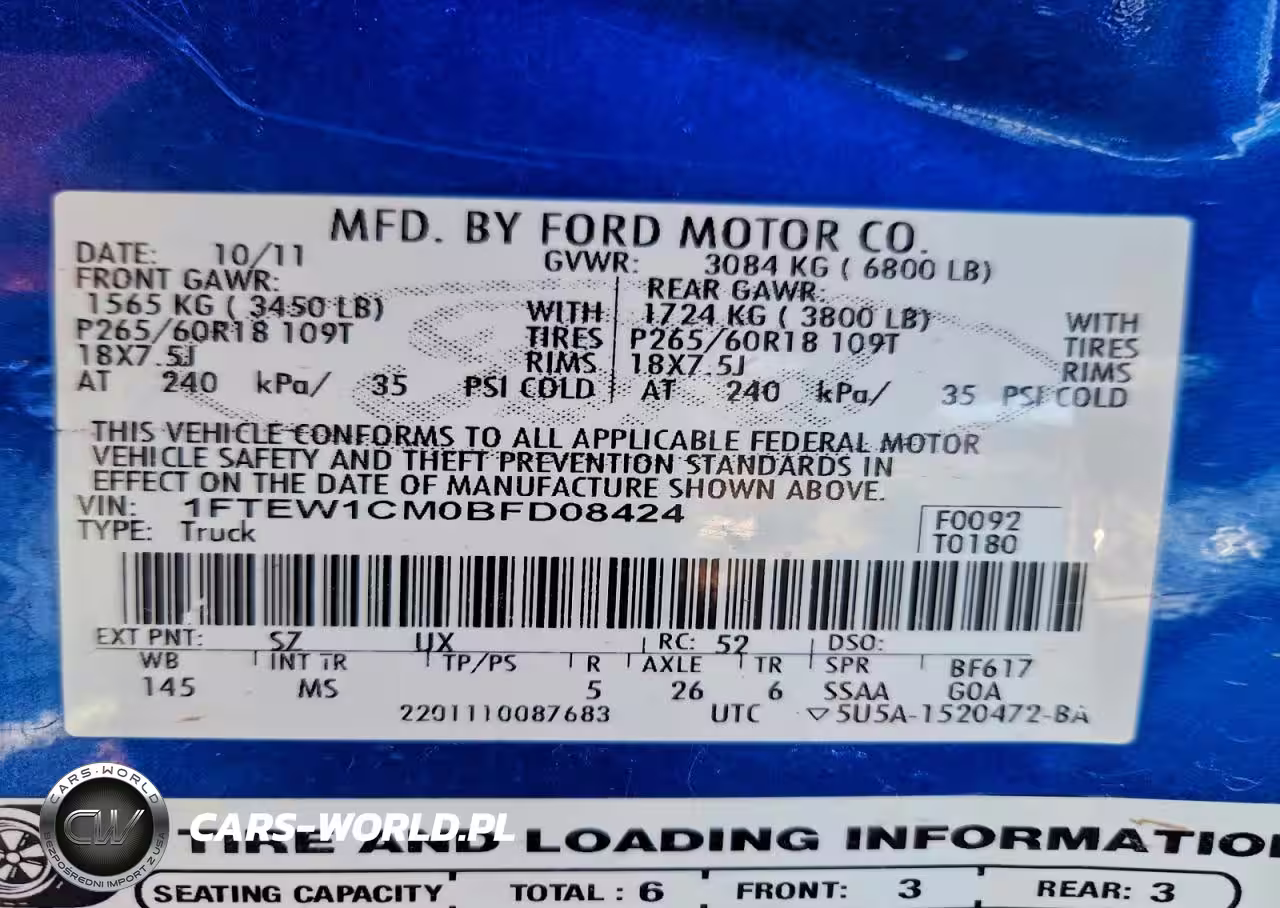 MFD. BY FORD MOTOR CO.
DATE: 10/11 GVWR: 3084 KG ( 6800 LB)
FRONT GAWR: REAR GAWR:
1565 KG ( 3450 LB) WITH 1724 KG ( 3800 LB) WITH
P265/60R18 109T TIRES P265/60R18 109T TIRES
18X7.5J RIMS 18X7.5J RIMS
AT 240 kPa/ 35 PSI COLD AT 240 kPa/ 35 PSI COLD
THIS VEHICLE CONFORMS TO ALL APPLICABLE FEDERAL MOTOR
VEHICLE SAFETY AND THEFT PREVENTION STANDARDS IN
EFFECT ON THE DATE OF MANUFACTURE SHOWN ABOVE.
VIN: 1FTEW1CM0BFD08424
TYPE: Truck
F0092
T0180
EXT PNT: SZ UX RC: 52 DSO:
WB INT TR TP/PS R AXLE TR SPR BF617
145 MS 5 26 6 SSAA GOA
2201110087683 UTC ▽5U5A-1520472-BA
CARS-WORLD
CW
BEZPOŚREDNI IMPORT Z USA
CARS-WORLD.PL
TIRE AND LOADING INFORMATIO
SEATING CAPACITY TOTAL : 6 FRONT: 3 REAR: 3